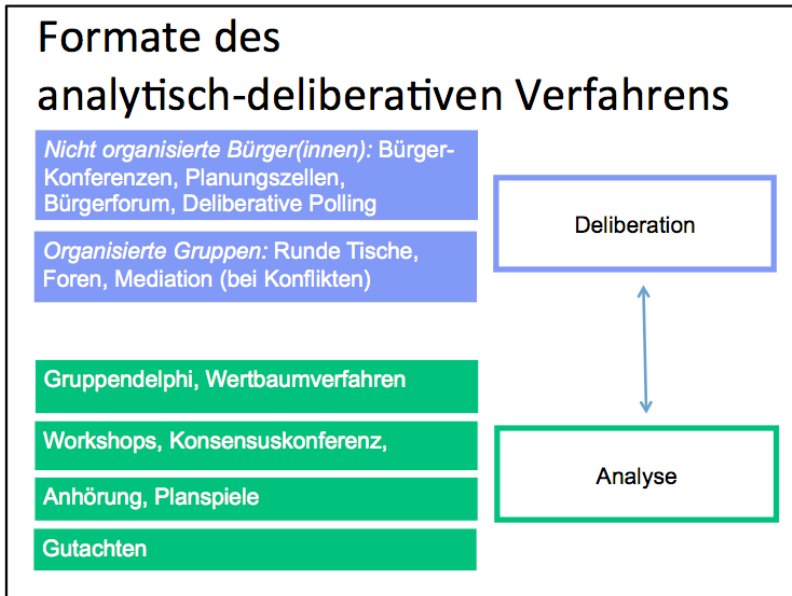 Formate des
analytisch-deliberativen Verfahrens
Nicht organisierte Bürger(innen): Bürger-
Konferenzen, Planungszellen,
Bürgerforum, Deliberative Polling
Deliberation
Organisierte Gruppen: Runde Tische,
Foren, Mediation (bei Konflikten)
Gruppendelphi, Wertbaumverfahren
Workshops, Konsensuskonferenz,
Analyse
Anhörung, Planspiele
Gutachten